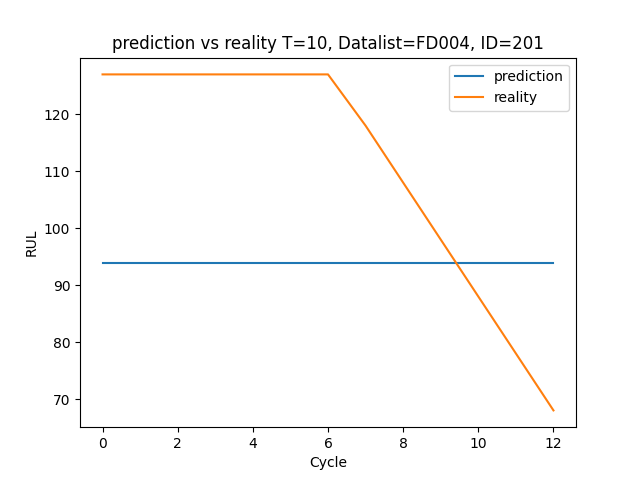 prediction vs reality T=10, Datalist=FD004, ID=201
prediction
reality
RUL
120
110
100
90
80
70
0 2 4 6 8 10 12
Cycle